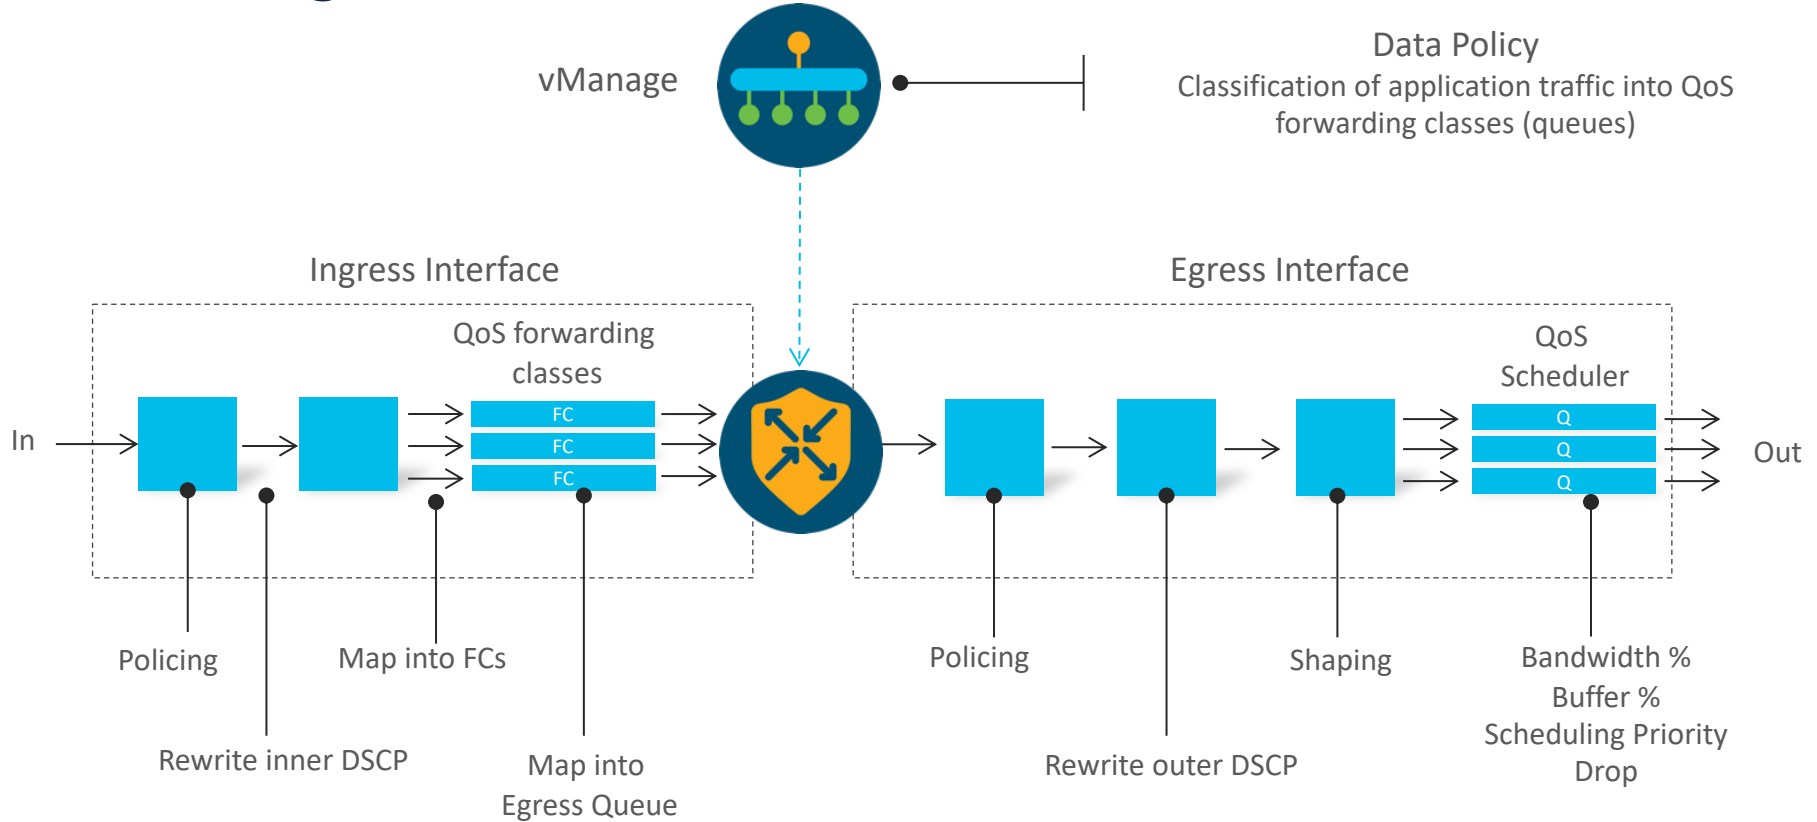 vManage
Data Policy
Classification of application traffic into QoS
forwarding classes (queues)
Ingress Interface
Egress Interface
QoS forwarding
classes
QoS
Scheduler
In
FC
FC
FC
Q
Q
Q
Out
Policing
Map into FCs
Rewrite inner DSCP
Map into
Egress Queue
Policing
Shaping
Rewrite outer DSCP
Bandwidth %
Buffer %
Scheduling Priority
Drop